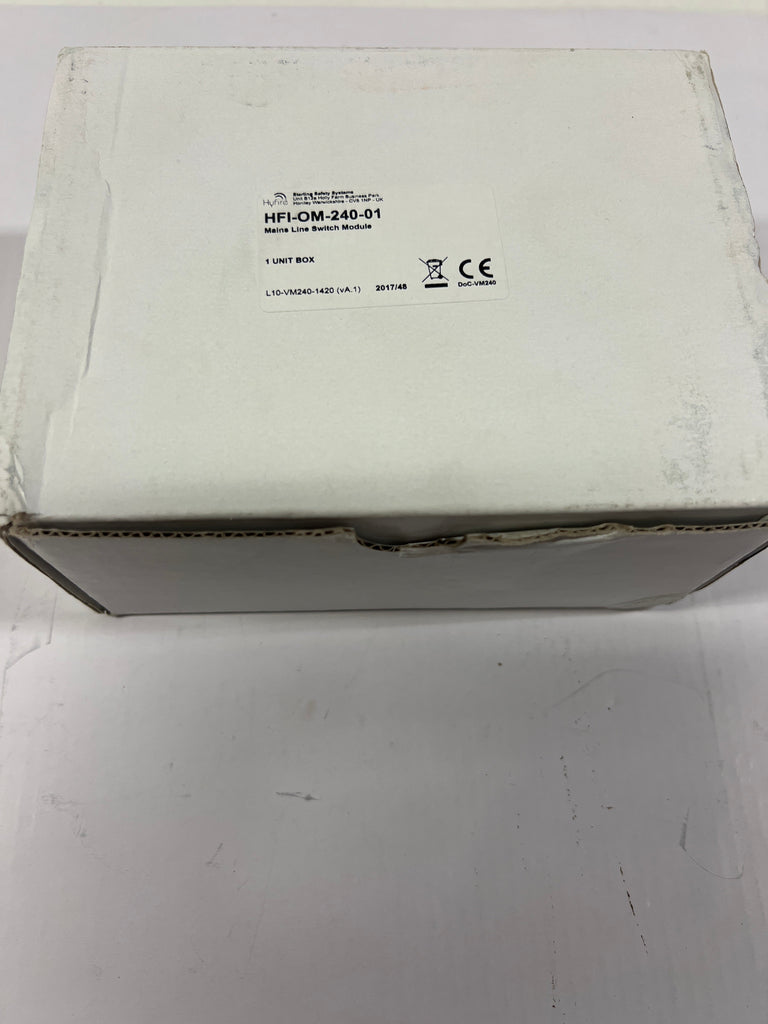 Hyfire
Sterling Safety Systems
Unit B12a Holly Farm Business Park
Honiley Warwickshire - CV8 1NP - UK
HFI-OM-240-01
Mains Line Switch Module
1 UNIT BOX
CE
L10-VM240-1420 (vA.1) 2017/48 DoC-VM240